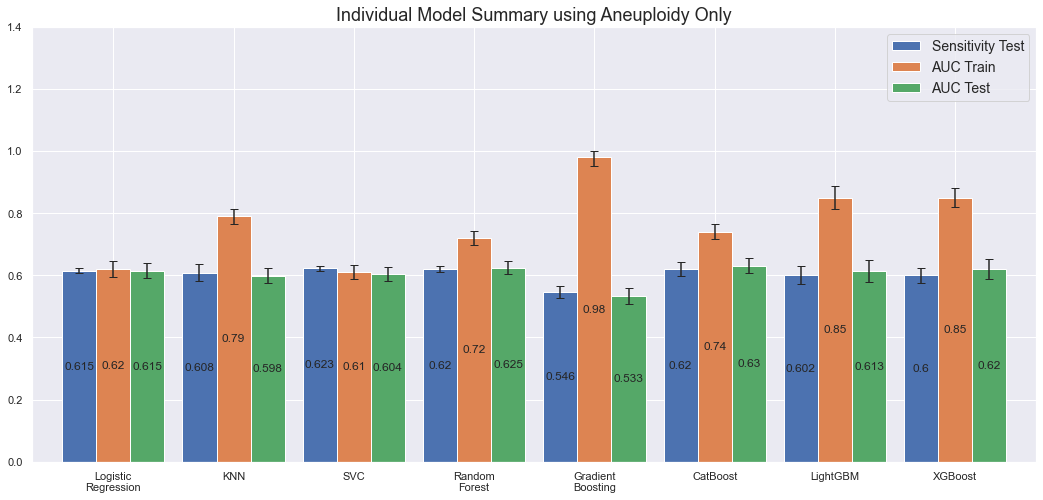 Individual Model Summary using Aneuploidy Only
1.4
1.2
1.0
0.8
0.6
0.4
0.2
0.0
Sensitivity Test
AUC Train
AUC Test
0.615
0.62
0.615
0.608
0.79
0.598
0.623
0.61
0.604
0.62
0.72
0.625
0.546
0.98
0.533
0.62
0.74
0.63
0.602
0.85
0.613
0.6
0.85
0.62
Logistic
Regression
KNN
SVC
Random
Forest
Gradient
Boosting
CatBoost
LightGBM
XGBoost